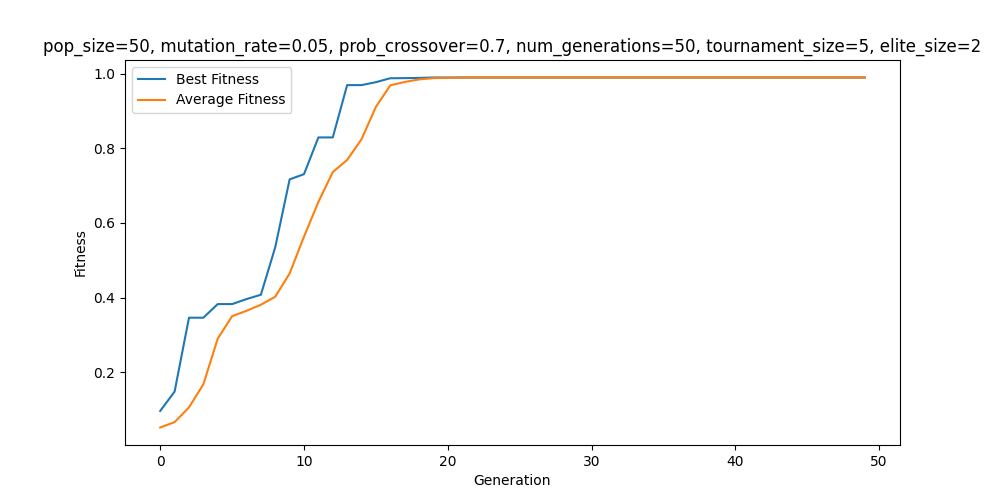 pop_size=50, mutation_rate=0.05, prob_crossover=0.7, num_generations=50, tournament_size=5, elite_size=2
Best Fitness
Average Fitness
1.0
0.8
0.6
0.4
0.2
Fitness
0 10 20 30 40 50
Generation